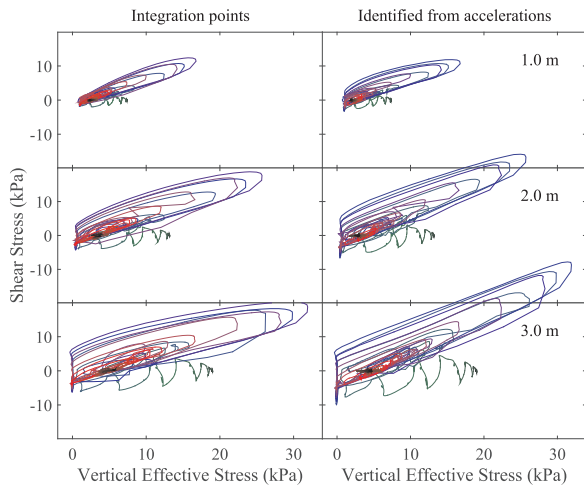 Integration points
Identified from accelerations
10
0
-10
1.0 m
10
0
-10
2.0 m
10
0
-10
3.0 m
Shear Stress (kPa)
0 10 20 30
0 10 20 30
Vertical Effective Stress (kPa)
Vertical Effective Stress (kPa)